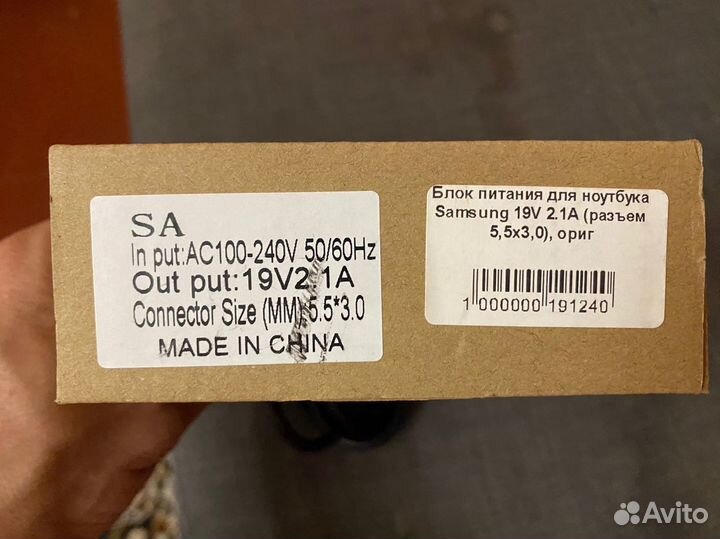 SA
In put:AC100-240V 50/60Hz
Out put:19V2.1A
Connector Size (MM) 5.5*3.0
MADE IN CHINA
Блок питания для ноутбука
Samsung 19V 2.1A (разъем
5,5x3,0), ориг
1 000000 191240
Avito